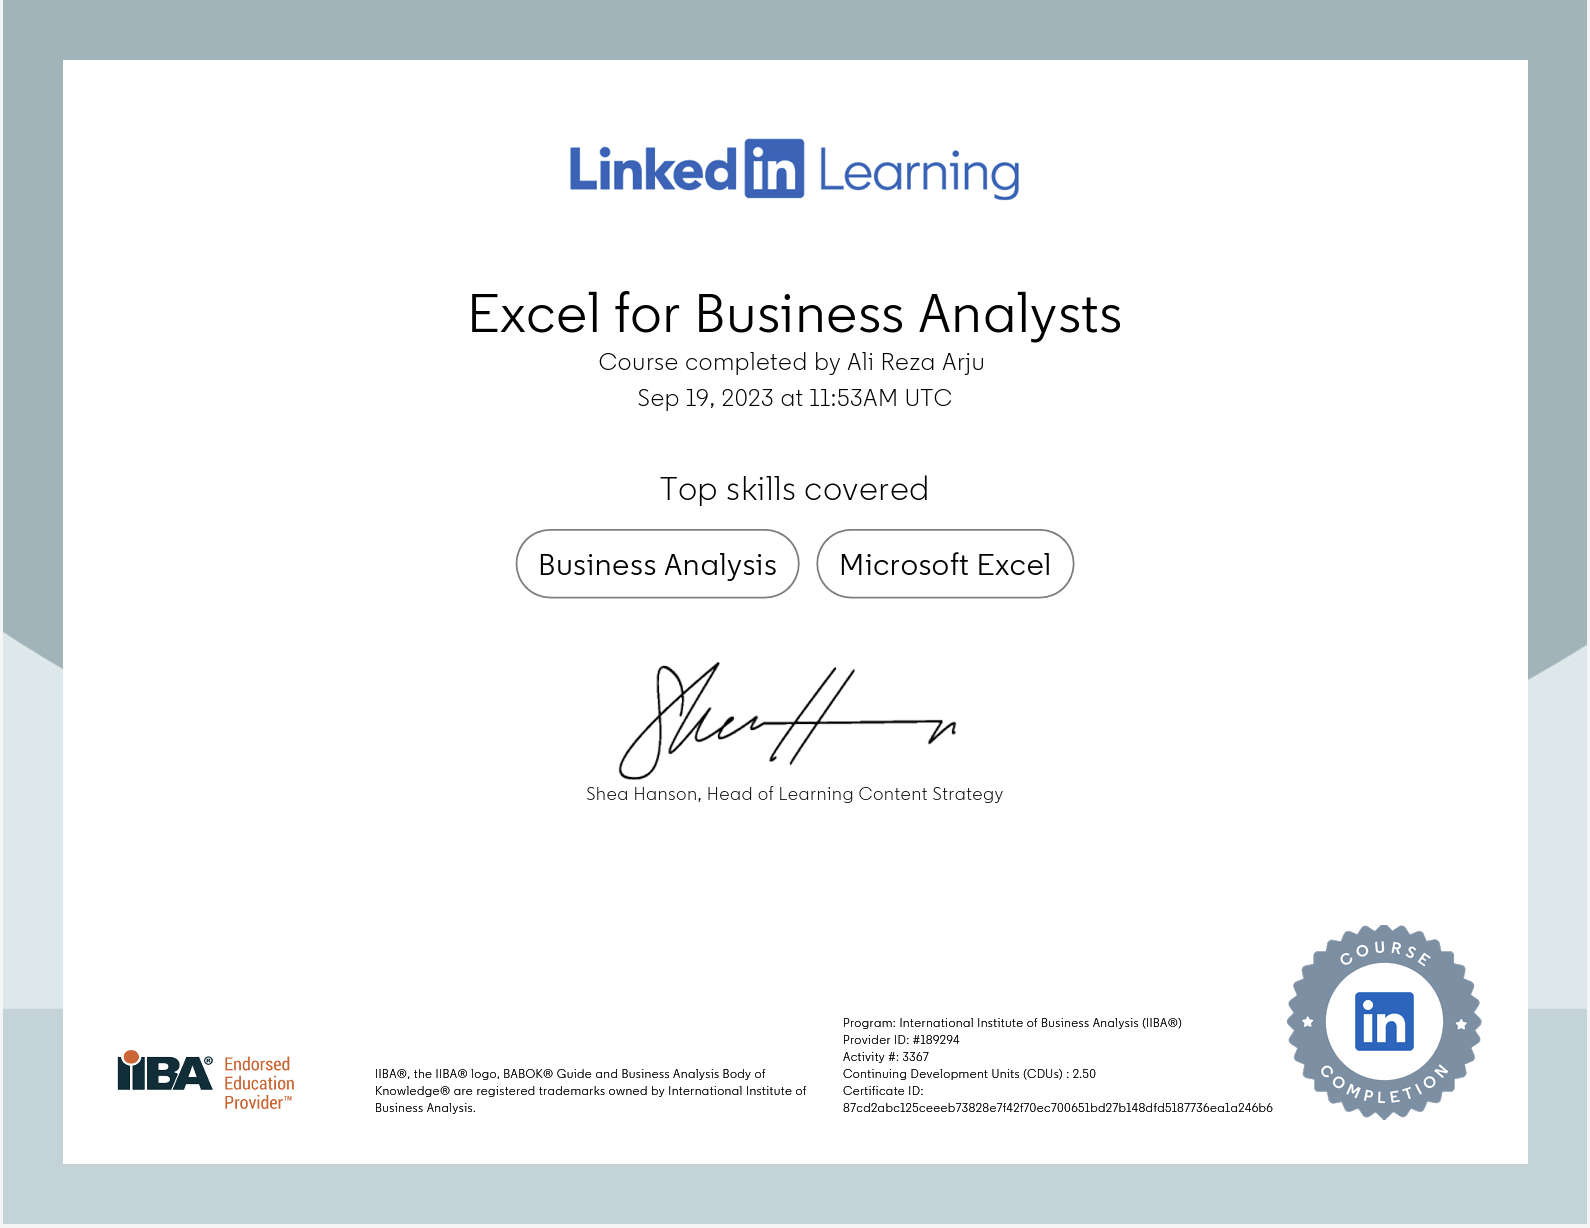 Linked in Learning
Excel for Business Analysts
Course completed by Ali Reza Arju
Sep 19, 2023 at 11:53AM UTC
Top skills covered
Business Analysis
Microsoft Excel
Shea Hanson, Head of Learning Content Strategy
IIBA® Endorsed
Education
Provider™
IIBA®, the IIBA® logo, BABOK® Guide and Business Analysis Body of
Knowledge® are registered trademarks owned by International Institute of
Business Analysis.
Program: International Institute of Business Analysis (IIBA®)
Provider ID: #189294
Activity #: 3367
Continuing Development Units (CDUs) : 2.50
Certificate ID:
87cd2abc125ceeeb73828e7f42f70ec700651bd27b148dfd5187736ea1a246b6
COURSE
in
COMPLETION